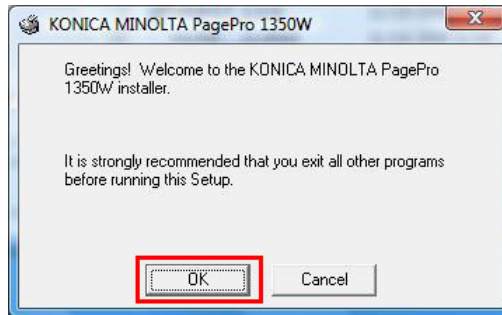 KONICA MINOLTA PagePro 1350W
Greetings!  Welcome to the KONICA MINOLTA PagePro
1350W installer.
It is strongly recommended that you exit all other programs
before running this Setup.
OK
Cancel